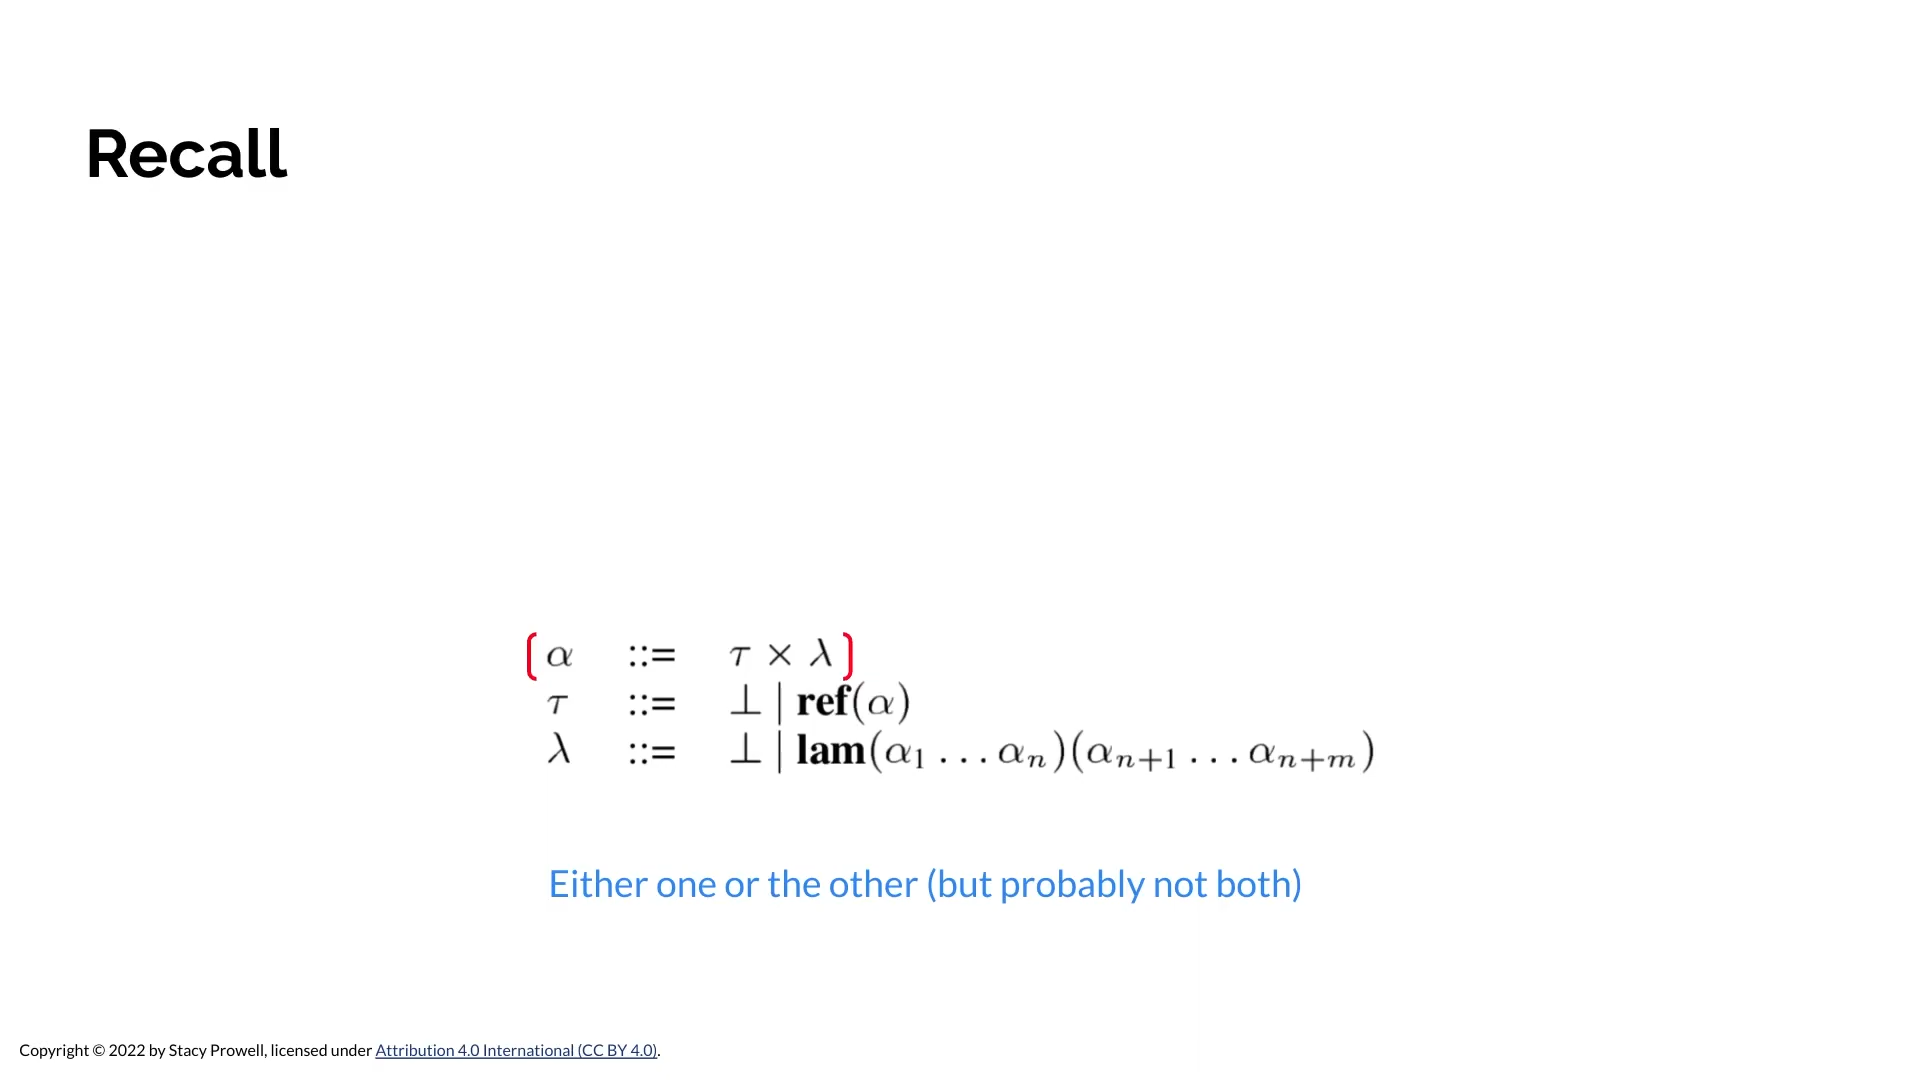 Recall
α ::= τ × λ
τ ::= ⊥ | ref(α)
λ ::= ⊥ | lam(α₁ . . . αₙ)(αₙ₊₁ . . . αₙ₊ₘ)
Either one or the other (but probably not both)
Copyright © 2022 by Stacy Prowell, licensed under Attribution 4.0 International (CC BY 4.0).